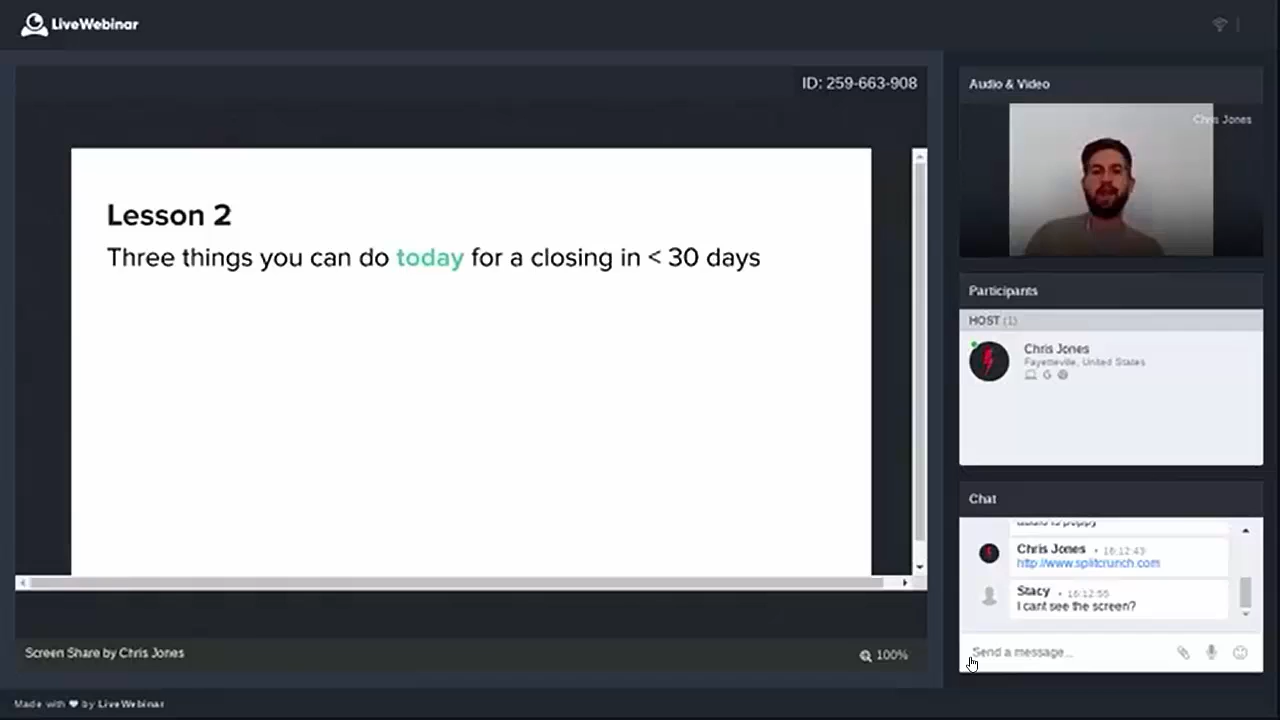 LiveWebinar
ID: 259-663-908
Lesson 2
Three things you can do today for a closing in < 30 days
Screen Share by Chris Jones
100%
Audio & Video
Chris Jones
Participants
HOST (1)
Chris Jones
Fayetteville, United States
Chat
Chris Jones • 16:12:43
http://www.splitcrunch.com
Stacy • 16:12:55
I cant see the screen?
Send a message...
Made with ❤ by LiveWebinar